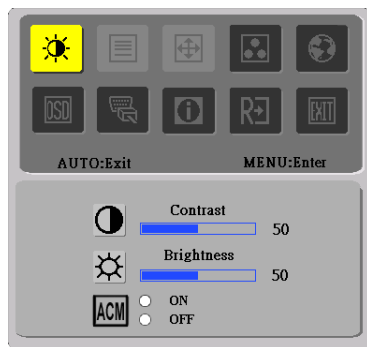 OSD
i
R
EXIT
AUTO:Exit MENU:Enter
Contrast
50
Brightness
50
ACM
ON
OFF